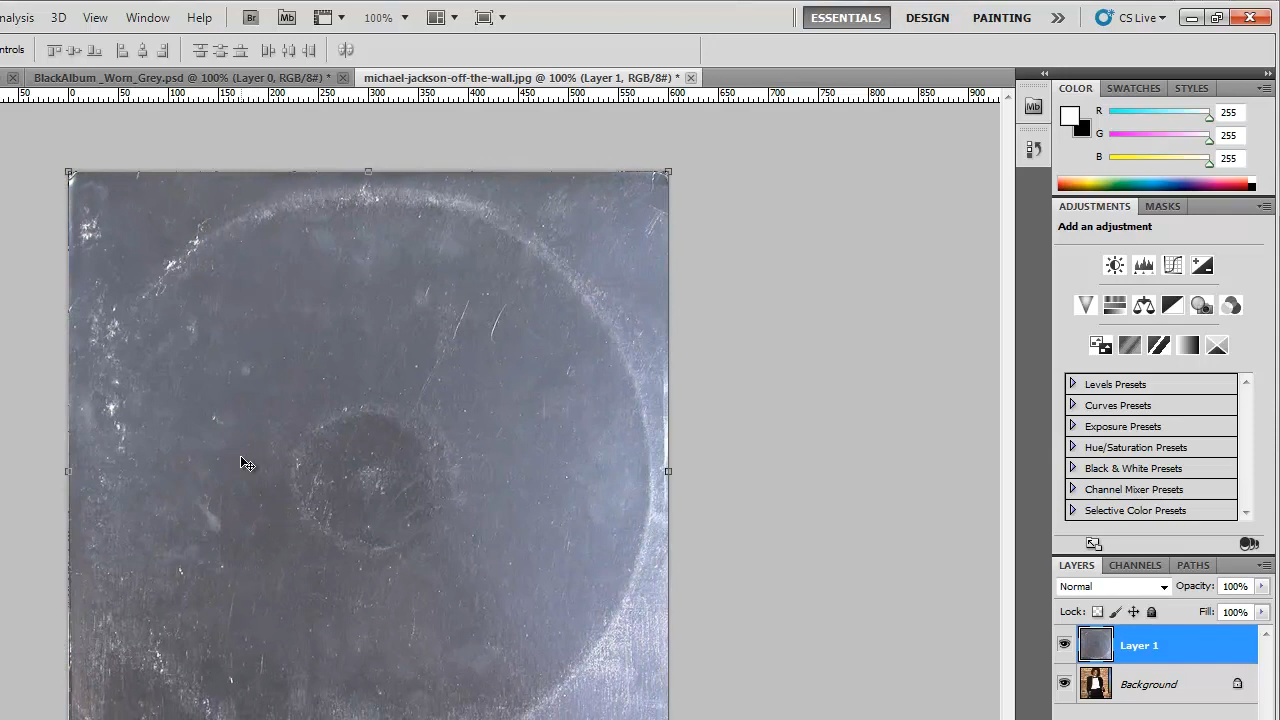 nalysis 3D View Window Help Br Mb 100% ESSENTIALS DESIGN PAINTING CS Live
ntrols
BlackAlbum _Worn_Grey.psd @ 100% (Layer 0, RGB/8#) * michael-jackson-off-the-wall.jpg @ 100% (Layer 1, RGB/8#) *
50 0 50 100 150 200 250 300 350 400 450 500 550 600 650 700 750 800 850 900
Mb
COLOR SWATCHES STYLES
R 255
G 255
B 255
ADJUSTMENTS MASKS
Add an adjustment
Levels Presets
Curves Presets
Exposure Presets
Hue/Saturation Presets
Black & White Presets
Channel Mixer Presets
Selective Color Presets
LAYERS CHANNELS PATHS
Normal Opacity: 100%
Lock: Fill: 100%
Layer 1
Background